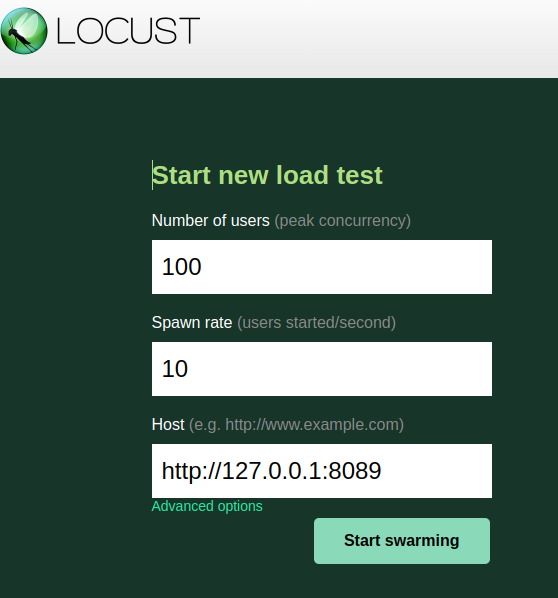 LOCUST
Start new load test
Number of users (peak concurrency)
100
Spawn rate (users started/second)
10
Host (e.g. http://www.example.com)
http://127.0.0.1:8089
Advanced options
Start swarming